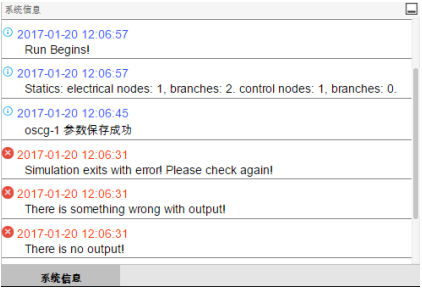 系统信息
2017-01-20 12:06:57
Run Begins!
2017-01-20 12:06:57
Statics: electrical nodes: 1, branches: 2. control nodes: 1, branches: 0.
2017-01-20 12:06:45
oscg-1 参数保存成功
2017-01-20 12:06:31
Simulation exits with error! Please check again!
2017-01-20 12:06:31
There is something wrong with output!
2017-01-20 12:06:31
There is no output!
系统信息